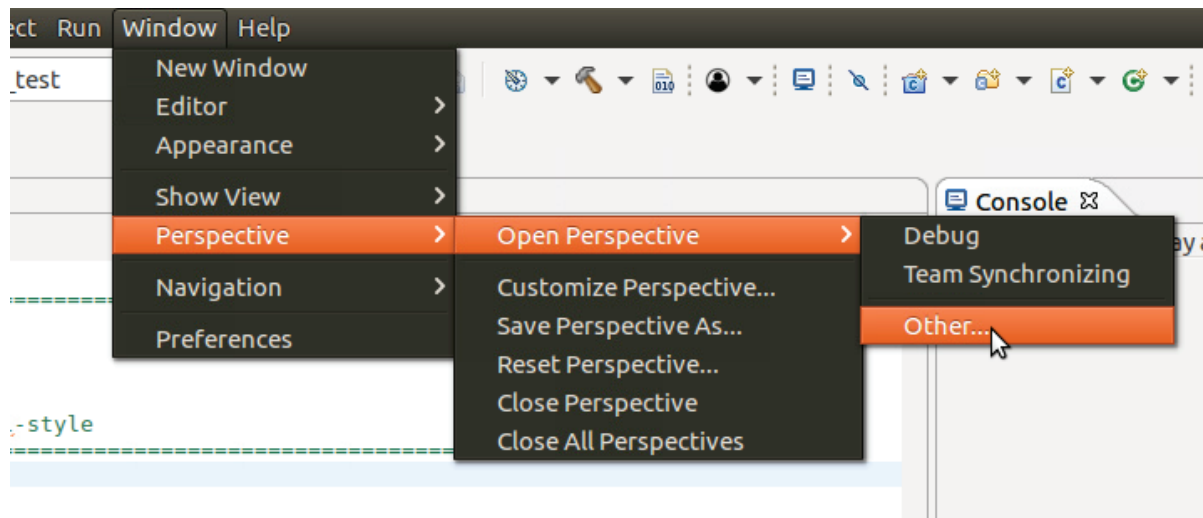 ect Run Window Help
_test
New Window
Editor
Appearance
Show View
Perspective
Navigation
Preferences
Open Perspective
Customize Perspective...
Save Perspective As...
Reset Perspective...
Close Perspective
Close All Perspectives
Debug
Team Synchronizing
Other...
Console
010
-style